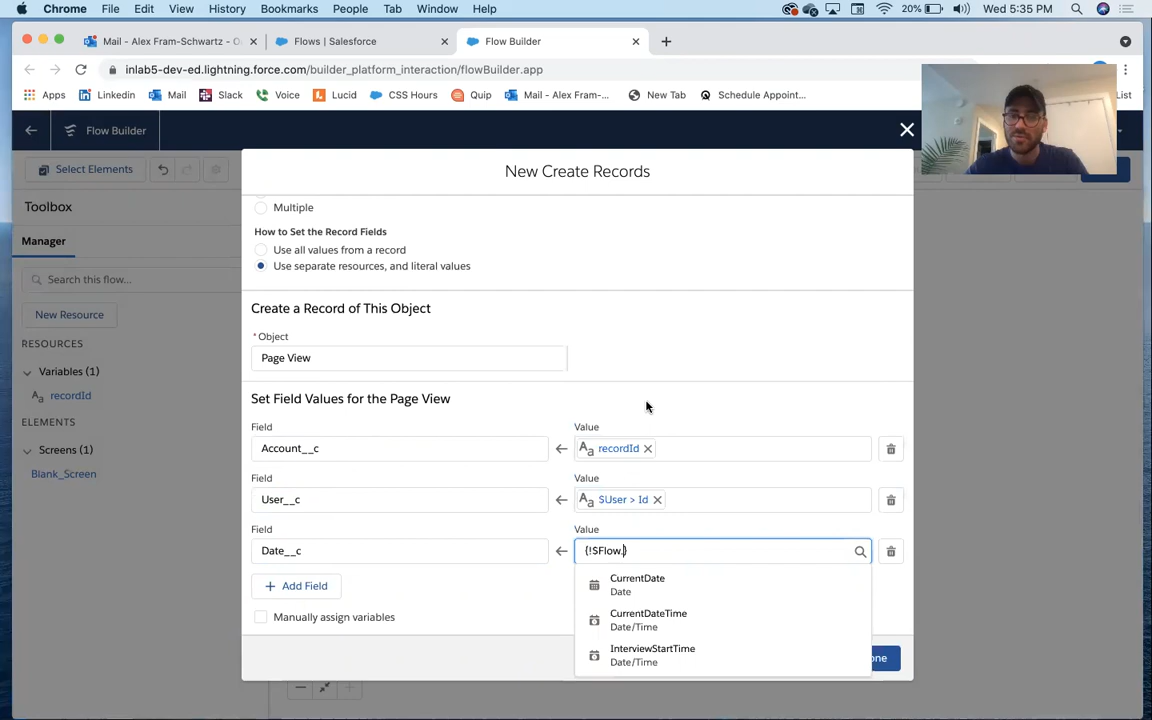 Chrome File Edit View History Bookmarks People Tab Window Help 20% Wed 5:35 PM
Mail - Alex Fram-Schwartz - O
Flows | Salesforce
Flow Builder
inlab5-dev-ed.lightning.force.com/builder_platform_interaction/flowBuilder.app
Apps Linkedin Mail Slack Voice Lucid CSS Hours Quip Mail - Alex Fram-... New Tab Schedule Appoint... List
Flow Builder
Select Elements
New Create Records
Toolbox
Manager
Search this flow...
New Resource
RESOURCES
Variables (1)
recordId
ELEMENTS
Screens (1)
Blank_Screen
Multiple
How to Set the Record Fields
Use all values from a record
Use separate resources, and literal values
Create a Record of This Object
* Object
Page View
Set Field Values for the Page View
Field Value
Account__c Aa recordId
Field Value
User__c Aa $User > Id
Field Value
Date__c {!$Flow.}
CurrentDate
Date
CurrentDateTime
Date/Time
InterviewStartTime
Date/Time
+ Add Field
Manually assign variables
one